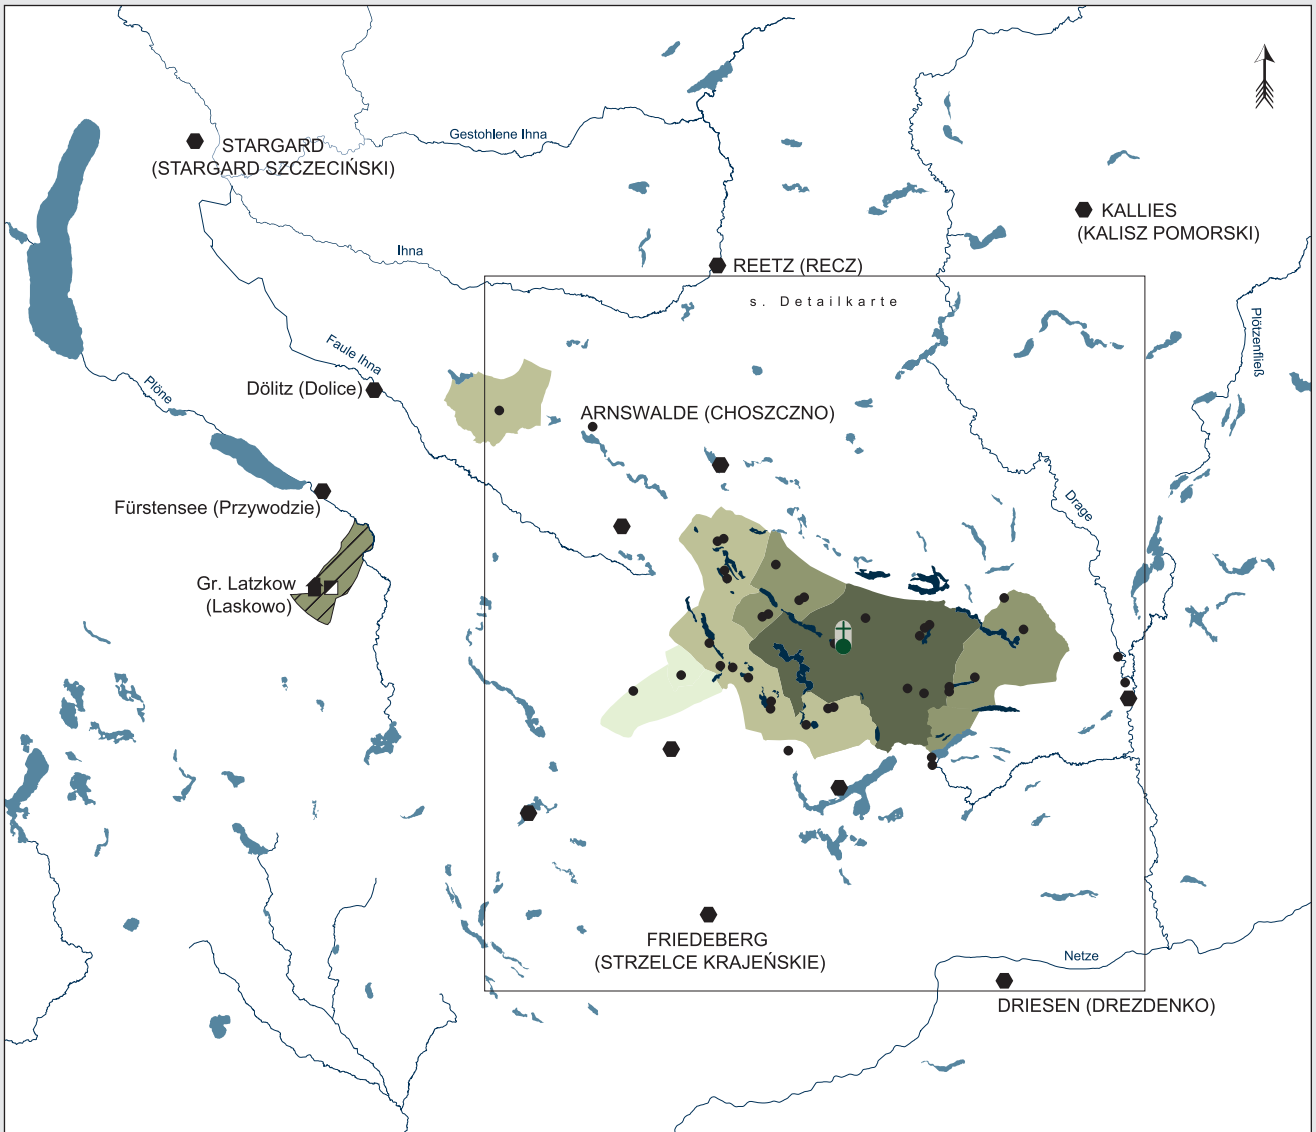 Gestohlene Ihna
STARGARD
(STARGARD SZCZECIŃSKI)
KALLIES
(KALISZ POMORSKI)
Ihna
REETZ (RECZ)
s. Detailkarte
Plötzenfließ
Faule Ihna
Plöne
Dölitz (Dolice)
ARNSWALDE (CHOSZCZNO)
Fürstensee (Przywodzie)
Drage
Gr. Latzkow
(Laskowo)
FRIEDEBERG
(STRZELCE KRAJEŃSKIE)
Netze
DRIESEN (DREZDENKO)